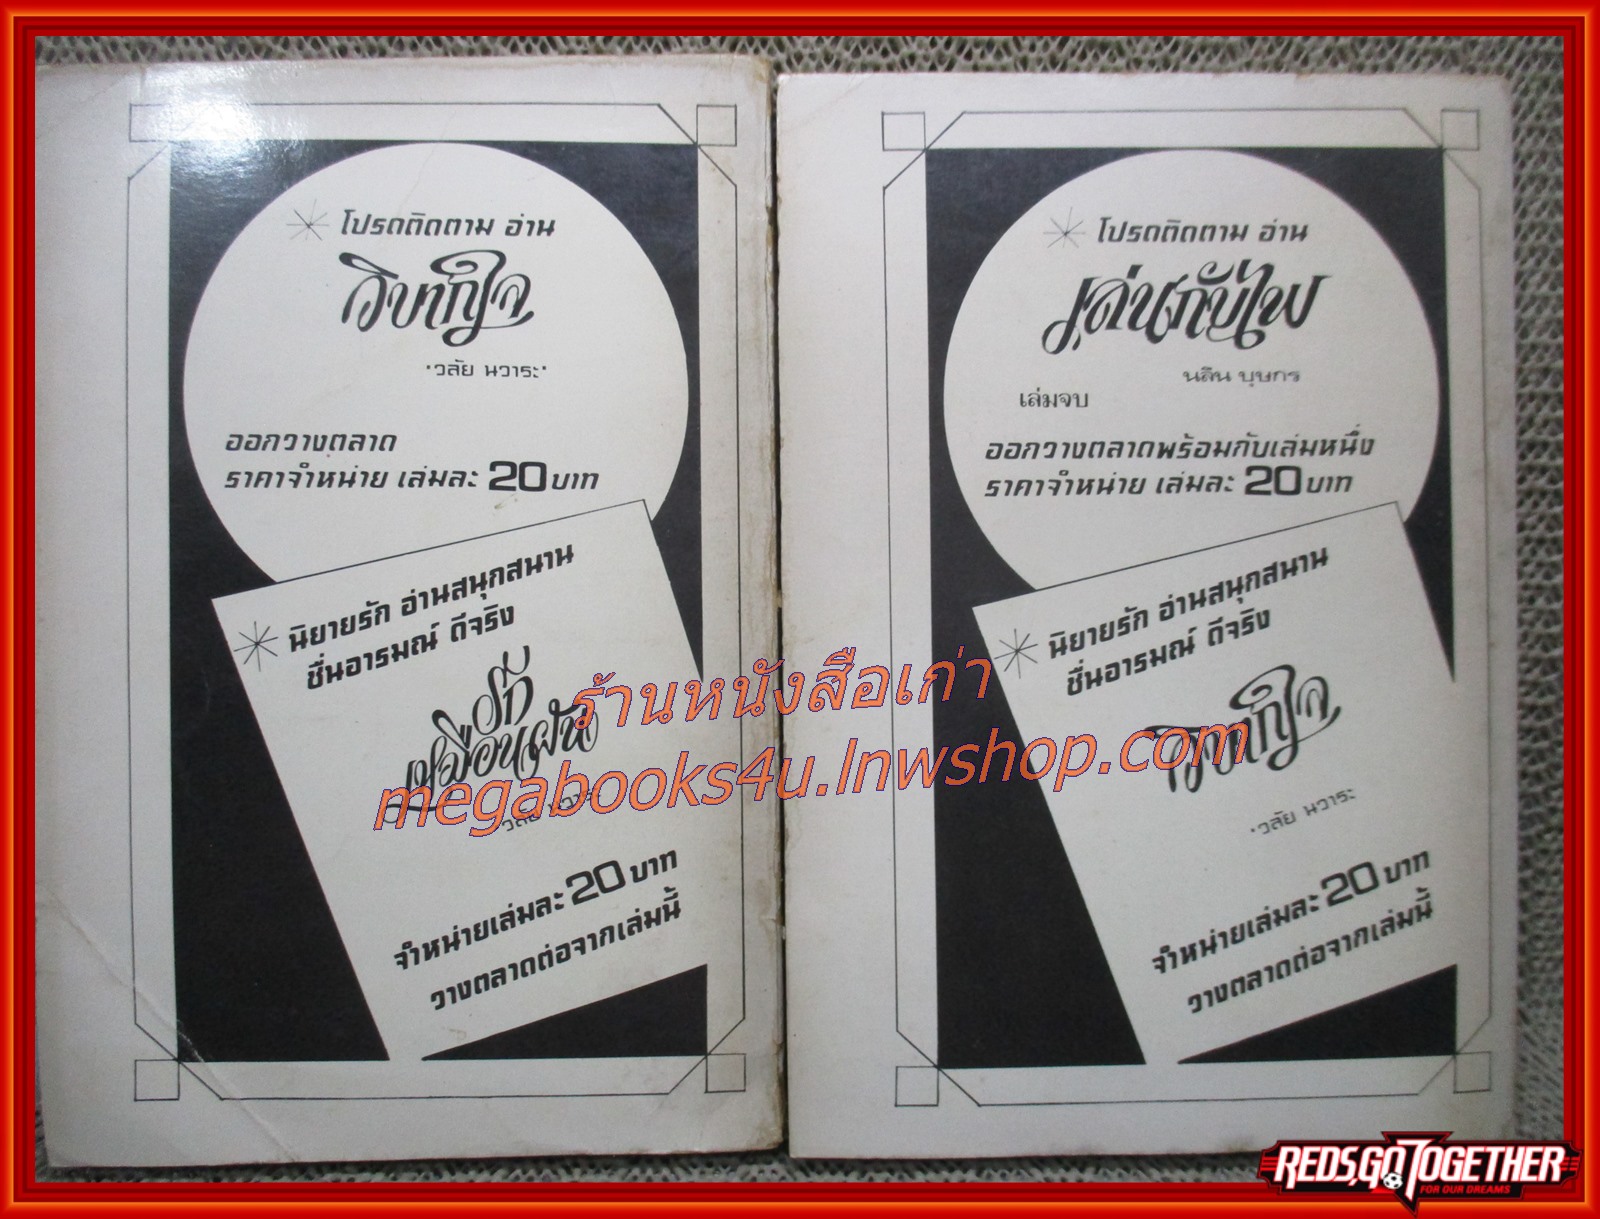 โปรดติดตาม อ่าน
วิบากใจ
·วลัย นวาระ·
ออกวางตลาด
ราคาจำหน่าย เล่มละ 20 บาท
นิยายรัก อ่านสนุกสนาน
ชื่นอารมณ์ ดีจริง
รัก
เหมือนฝัน
·วลัย นวาระ
จำหน่ายเล่มละ 20 บาท
วางตลาดต่อจากเล่มนี้
โปรดติดตาม อ่าน
เล่นกับไฟ
นลิน บุษกร
เล่มจบ
ออกวางตลาดพร้อมกับเล่มหนึ่ง
ราคาจำหน่าย เล่มละ 20 บาท
นิยายรัก อ่านสนุกสนาน
ชื่นอารมณ์ ดีจริง
วิบากใจ
·วลัย นวาระ
จำหน่ายเล่มละ 20 บาท
วางตลาดต่อจากเล่มนี้
ร้านหนังสือเก่า
megabooks4u.lnwshop.com
REDS,GO TOGETHER
FOR OUR DREAMS